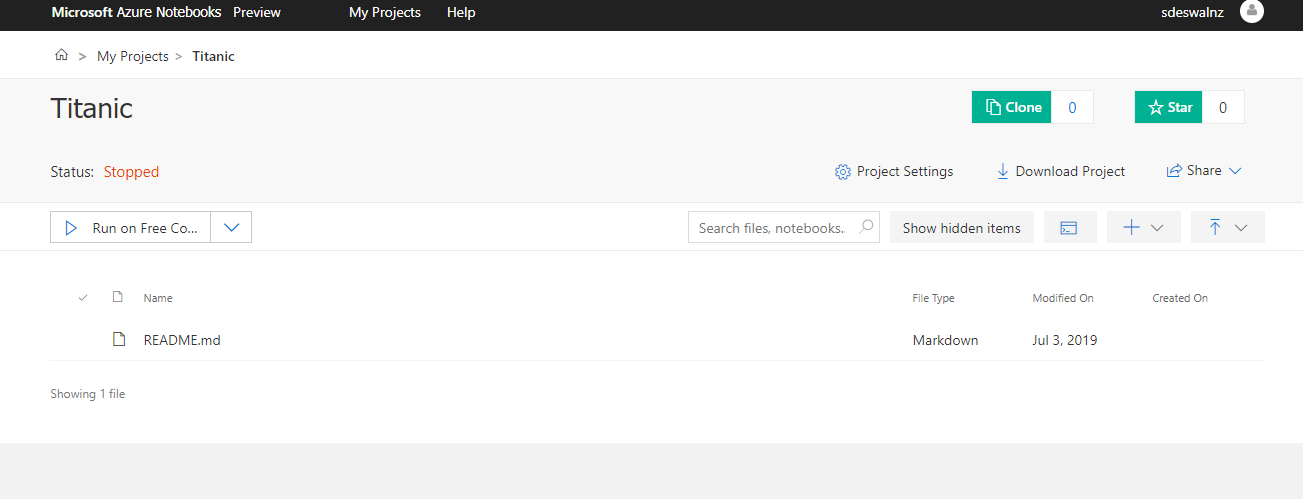 Microsoft Azure Notebooks Preview My Projects Help sdeswalnz
> My Projects > Titanic
Titanic
Clone 0 Star 0
Status: Stopped Project Settings Download Project Share
Run on Free Co... Search files, notebooks.. Show hidden items
Name File Type Modified On Created On
README.md Markdown Jul 3, 2019
Showing 1 file